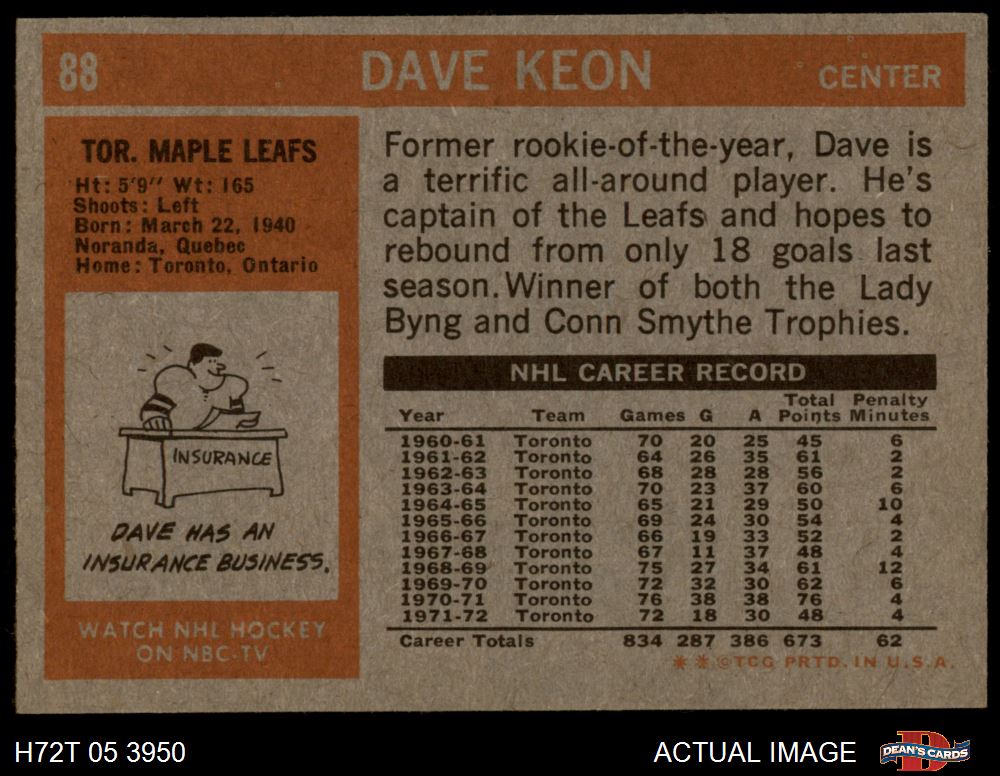 88 DAVE KEON CENTER
TOR. MAPLE LEAFS
Ht: 5'9" Wt: 165
Shoots: Left
Born: March 22, 1940
Noranda, Quebec
Home: Toronto, Ontario
INSURANCE
DAVE HAS AN
INSURANCE BUSINESS.
WATCH NHL HOCKEY
ON NBC-TV
Former rookie-of-the-year, Dave is
a terrific all-around player. He's
captain of the Leafs and hopes to
rebound from only 18 goals last
season. Winner of both the Lady
Byng and Conn Smythe Trophies.
NHL CAREER RECORD
Total Penalty
Year Team Games G A Points Minutes
1960-61 Toronto 70 20 25 45 6
1961-62 Toronto 64 26 35 61 2
1962-63 Toronto 68 28 28 56 2
1963-64 Toronto 70 23 37 60 6
1964-65 Toronto 65 21 29 50 10
1965-66 Toronto 69 24 30 54 4
1966-67 Toronto 66 19 33 52 2
1967-68 Toronto 67 11 37 48 4
1968-69 Toronto 75 27 34 61 12
1969-70 Toronto 72 32 30 62 6
1970-71 Toronto 76 38 38 76 4
1971-72 Toronto 72 18 30 48 4
Career Totals 834 287 386 673 62
* * ©TCG PRTD. IN U.S.A.
H72T 05 3950 ACTUAL IMAGE DEAN'S CARDS